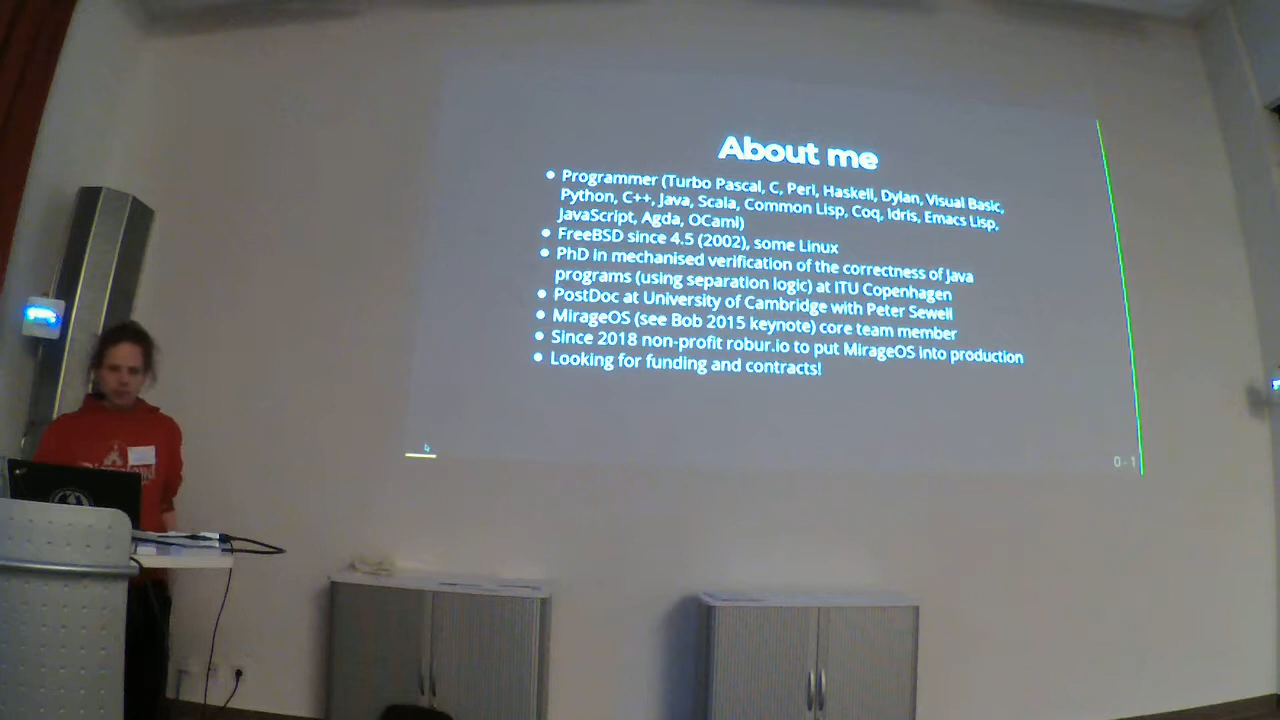 About me
• Programmer (Turbo Pascal, C, Perl, Haskell, Dylan, Visual Basic,
Python, C++, Java, Scala, Common Lisp, Coq, Idris, Emacs Lisp,
JavaScript, Agda, OCaml)
• FreeBSD since 4.5 (2002), some Linux
• PhD in mechanised verification of the correctness of Java
programs (using separation logic) at ITU Copenhagen
• PostDoc at University of Cambridge with Peter Sewell
• MirageOS (see Bob 2015 keynote) core team member
• Since 2018 non-profit robur.io to put MirageOS into production
• Looking for funding and contracts!
0 - 1